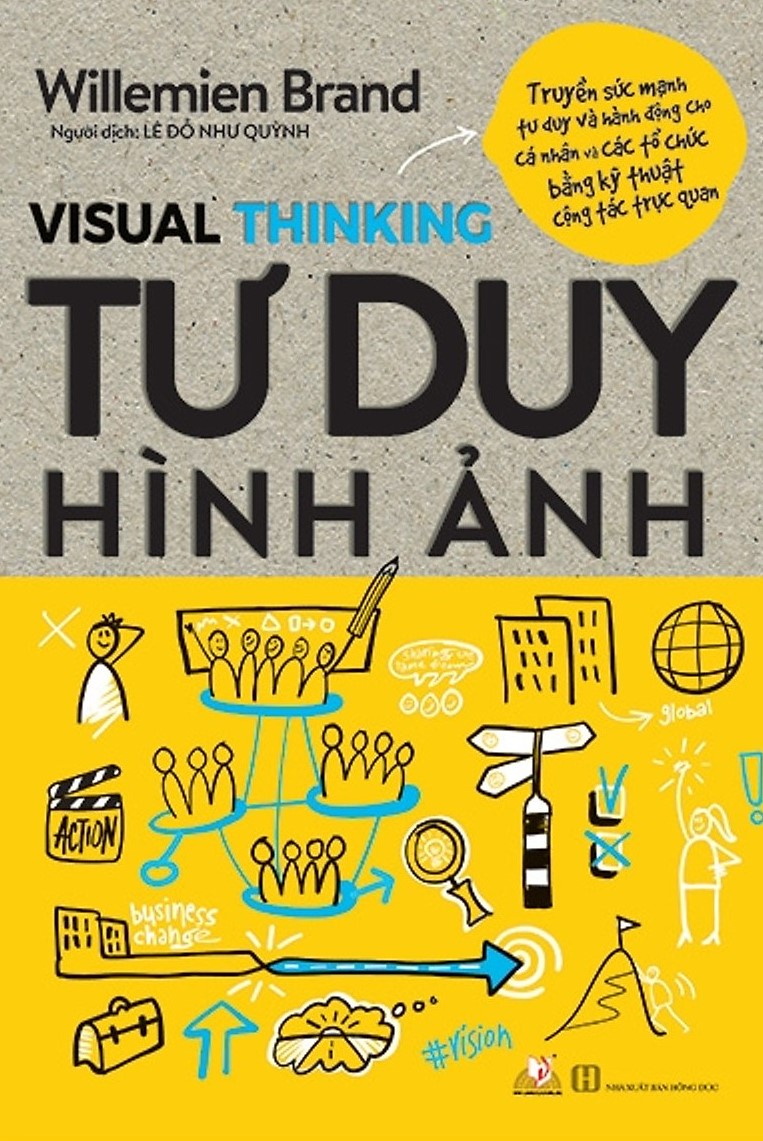 Willemien Brand
Người dịch: LÊ ĐỖ NHƯ QUỲNH
Truyền sức mạnh
tư duy và hành động cho
cá nhân và các tổ chức
bằng kỹ thuật
cộng tác trực quan
VISUAL THINKING
TƯ DUY
HÌNH ẢNH
sharing
same
global
ACTION
business
change
#vision
NHÀ XUẤT BẢN HỒNG ĐỨC